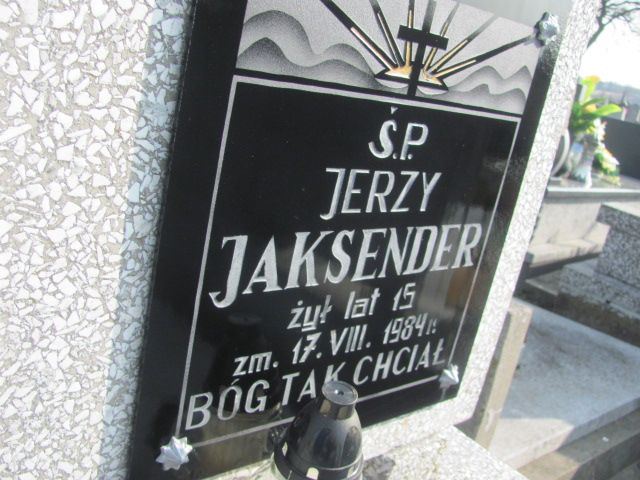 Ś.P.
JERZY
JAKSENDER
żył lat 15
zm. 17. VIII. 1984 r.
BÓG TAK CHCIAŁ